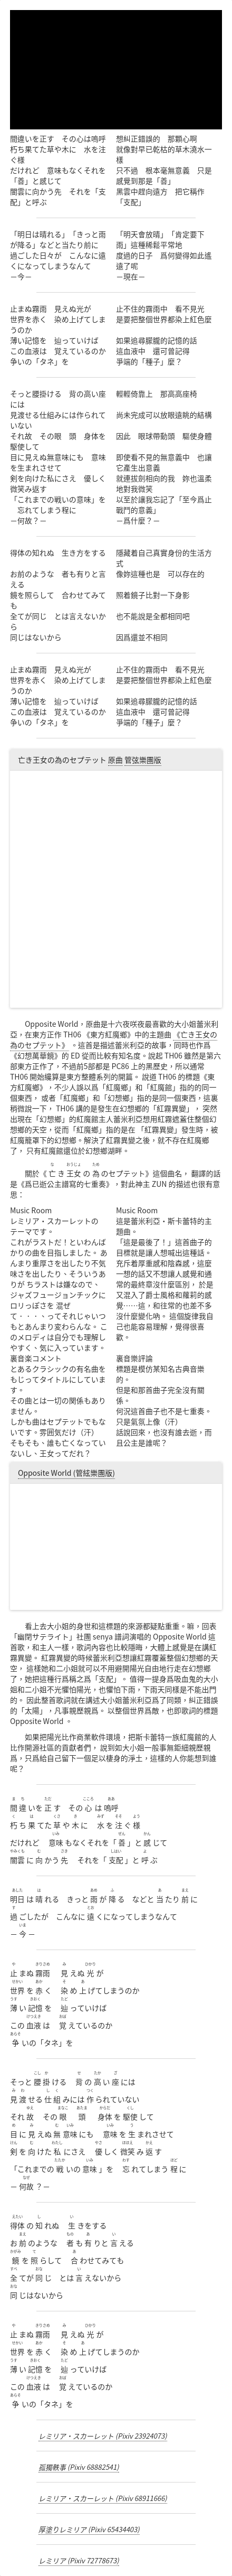 間違いを正す　その心は嗚呼
朽ち果てた草や木に　水を注ぐ様
だけれど　意味もなくそれを「善」と感じて
闇雲に向かう先　それを「支配」と呼ぶ
想糾正錯誤的　那顆心啊
就像對早已乾枯的草木澆水一樣
只不過　根本毫無意義　只是感覺到那是「善」
黑雲中趕向遠方　把它稱作「支配」
「明日は晴れる」　「きっと雨が降る」などと当たり前に
過ごした日々が　こんなに遠くになってしまうなんて
－今－
「明天會放晴」　「肯定要下雨」這種稀鬆平常地
度過的日子　爲何變得如此遙遠了呢
－現在－
止まぬ霧雨　見えぬ光が
世界を赤く　染め上げてしまうのか
薄い記憶を　辿っていけば
この血液は　覚えているのか
争いの「タネ」を
止不住的霧雨中　看不見光
是要把整個世界都染上紅色麼
如果追尋朦朧的記憶的話
這血液中　還可曾記得
爭端的「種子」麼？
そっと腰掛ける　背の高い座には
見渡せる仕組みには作られていない
それ故　その眼　頭　身体を駆使して
目に見えぬ無意味にも　意味を生まれさせて
剣を向けた私にさえ　優しく微笑み返す
「これまでの戦いの意味」を　忘れてしまう程に
－何故？－
輕輕倚靠上　那高高座椅
尚未完成可以放眼遠眺的結構
因此　眼球帶動頭　驅使身體
即使看不見的無意義中　也讓它產生出意義
就連拔劍相向的我　妳也溫柔地對我微笑
以至於讓我忘記了「至今爲止戰鬥的意義」
－爲什麼？－
得体の知れぬ　生き方をする
お前のような　者も有りと言える
鏡を照らして　合わせてみても
全てが同じ　とは言えないから
同じはないから
隱藏着自己真實身份的生活方式
像妳這種也是　可以存在的
照着鏡子比對一下身影
也不能說是全都相同吧
因爲還並不相同
止まぬ霧雨　見えぬ光が
世界を赤く　染め上げてしまうのか
薄い記憶を　辿っていけば
この血液は　覚えているのか
争いの「タネ」を
止不住的霧雨中　看不見光
是要把整個世界都染上紅色麼
如果追尋朦朧的記憶的話
這血液中　還可曾記得
爭端的「種子」麼？
亡き王女の為のセプテット 原曲 管弦樂團版
Opposite World，原曲是十六夜咲夜最喜歡的大小姐蕾米利亞，在東方正作 TH06 《東方紅魔鄉》中的主題曲 《亡き王女の為のセプテット》 。這首是描述蕾米利亞的故事，同時也作爲《幻想萬華鏡》的 ED 從而比較有知名度。說起 TH06 雖然是第六部東方正作了，不過前5部都是 PC86 上的黑歷史，所以通常 TH06 開始纔算是東方整體系列的開篇。 說道 TH06 的標題《東方紅魔鄉》，不少人誤以爲「紅魔鄉」和「紅魔館」指的的同一個東西， 或者「紅魔鄉」和「幻想鄉」指的是同一個東西，這裏稍微說一下， TH06 講的是發生在幻想鄉的「紅霧異變」， 突然出現在「幻想鄉」的紅魔館主人蕾米利亞想用紅霧遮蓋住整個幻想鄉的天空，從而「紅魔鄉」指的是在 「紅霧異變」發生時，被紅魔籠罩下的幻想鄉。解決了紅霧異變之後，就不存在紅魔鄉了， 只有紅魔館還位於幻想鄉湖畔。
關於《亡き王女の為のセプテット 》這個曲名， 翻譯的話是《爲已逝公主譜寫的七重奏》 ，對此神主 ZUN 的描述也很有意思：
Music Room
レミリア・スカーレットのテーマです。
これがラストだ！といわんばかりの曲を目指しました。 あんまり重厚さを出したり不気味さを出したり、そういうありが ちラストは嫌なので、ジャズフュージョンチックにロリっぽさを 混ぜて・・・・ってそれじゃいつもとあんまり変わらんな。 このメロディは自分でも理解しやすく、気に入っています。
裏音楽コメント
とあるクラシックの有名曲をもじってタイトルにしています。
その曲とは一切の関係もありません。
しかも曲はセプテットでもないです。雰囲気だけ（汗）
そもそも、誰も亡くなっていないし、王女ってだれ？
Music Room
這是蕾米利亞・斯卡蕾特的主題曲。
「這是最後了！」這首曲子的目標就是讓人想喊出這種話。 充斥着厚重感和陰森感，這麼一想的話又不想讓人感覺和通常的最終章沒什麼區別， 於是又混入了爵士風格和蘿莉的感覺……這，和往常的也差不多沒什麼變化吶。 這個旋律我自己也能容易理解，覺得很喜歡。
裏音樂評論
標題是模仿某知名古典音樂的。
但是和那首曲子完全沒有關係。
何況這首曲子也不是七重奏。只是氣氛上像（汗）
話說回來，也沒有誰去逝，而且公主是誰呢？
Opposite World (管絃樂團版)
看上去大小姐的身世和這標題的來源都疑點重重。嘛，回表「幽閉サテライト」社團 senya 譜詞演唱的 Opposite World 這首歌，和主人一樣，歌詞內容也比較隱晦，大體上感覺是在講紅霧異變。 紅霧異變的時候蕾米利亞想讓紅霧覆蓋整個幻想鄉的天空， 這樣她和二小姐就可以不用避開陽光自由地行走在幻想鄉了，她把這種行爲稱之爲「支配」。 值得一提身爲吸血鬼的大小姐和二小姐不光懼怕陽光，也懼怕下雨，下雨天同樣是不能出門的。 因此整首歌詞就在講述大小姐蕾米利亞爲了同類，糾正錯誤的「太陽」，凡事親歷親爲。 以整個世界爲敵，也即歌詞的標題 Opposite World 。
如果把陽光比作商業軟件環境，把斯卡蕾特一族紅魔館的人比作開源社區的貢獻者們， 說到如大小姐一般事無鉅細親歷親爲，只爲給自己留下一個足以棲身的淨土，這樣的人你能想到誰呢？
間違いを正す　その心は嗚呼
朽ち果てた草や木に　水を注ぐ様
だけれど　意味もなくそれを「善」と感じて
闇雲に向かう先　それを「支配」と呼ぶ
明日は晴れる　きっと雨が降る　などと当たり前に
過ごしたが　こんなに遠くになってしまうなんて
－今－
止まぬ霧雨　見えぬ光が
世界を赤く　染め上げてしまうのか
薄い記憶を　辿っていけば
この血液は　覚えているのか
争いの「タネ」を
そっと腰掛ける　背の高い座には
見渡せる仕組みには作られていない
それ故　その眼　頭　身体を駆使して
目に見えぬ無意味にも　意味を生まれさせて
剣を向けた私にさえ　優しく微笑み返す
「これまでの戦いの意味」を　忘れてしまう程に
－何故？－
得体の知れぬ　生きをする
お前のような　者も有りと言える
鏡を照らして　合わせてみても
全てが同じ　とは言えないから
同じはないから
止まぬ霧雨　見えぬ光が
世界を赤く　染め上げてしまうのか
薄い記憶を　辿っていけば
この血液は　覚えているのか
争いの「タネ」を
レミリア・スカーレット (Pixiv 23924073)
孤獨執事 (Pixiv 68882541)
レミリア・スカーレット (Pixiv 68911666)
厚塗りレミリア (Pixiv 65434403)
レミリア (Pixiv 72778673)